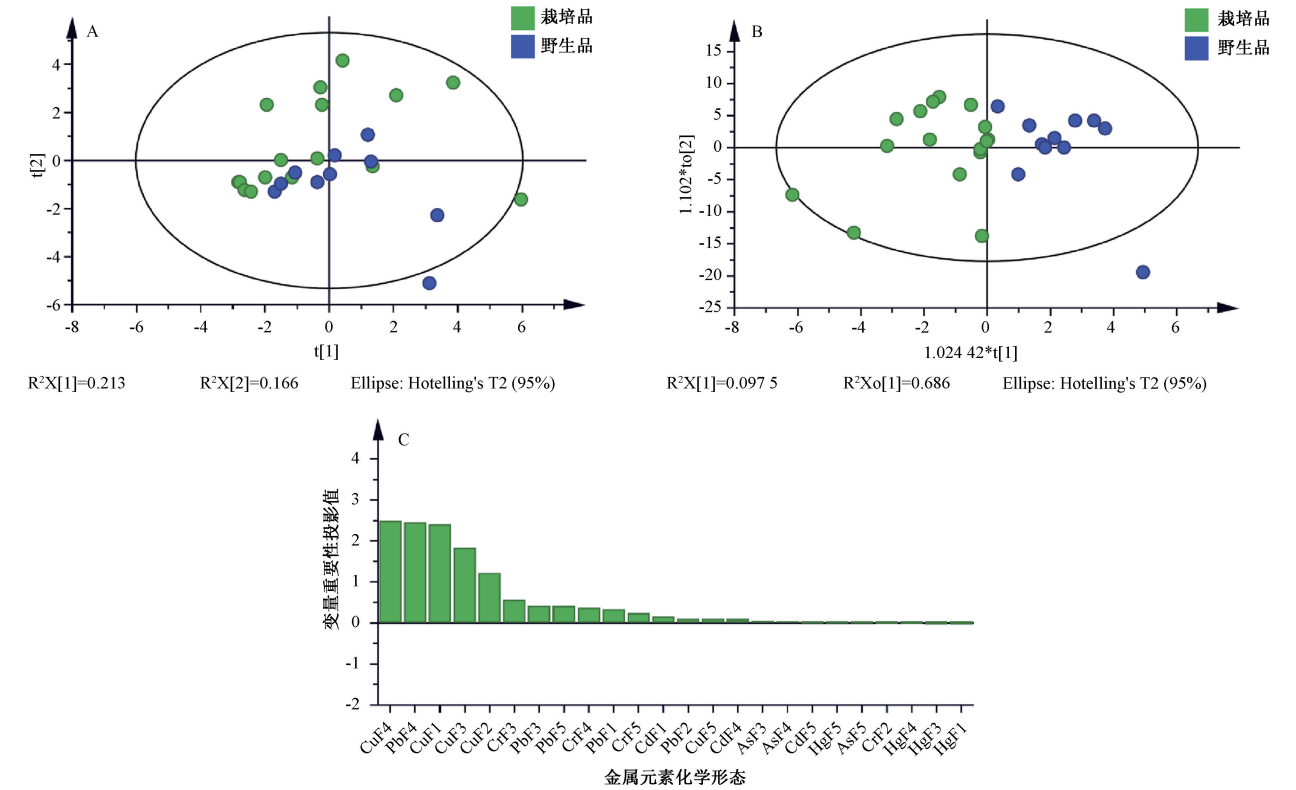 A
栽培品
野生品
t[2]
4
2
0
-2
-4
-6
-8
-6
-4
-2
0
2
4
6
t[1]
R²X[1]=0.213
R²X[2]=0.166
Ellipse: Hotelling's T2 (95%)
B
栽培品
野生品
1.102*to[2]
15
10
5
0
-5
-10
-15
-20
-25
-8
-6
-4
-2
0
2
4
6
1.024 42*t[1]
R²X[1]=0.097 5
R²Xo[1]=0.686
Ellipse: Hotelling's T2 (95%)
C
变量重要性投影值
4
3
2
1
0
-1
-2
CuF4
PbF4
CuF1
CuF3
CuF2
CrF3
PbF3
PbF5
CrF4
PbF1
CrF5
CdF1
PbF2
CuF5
CdF4
AsF3
AsF4
CdF5
HgF5
AsF5
CrF2
HgF4
HgF3
HgF1
金属元素化学形态